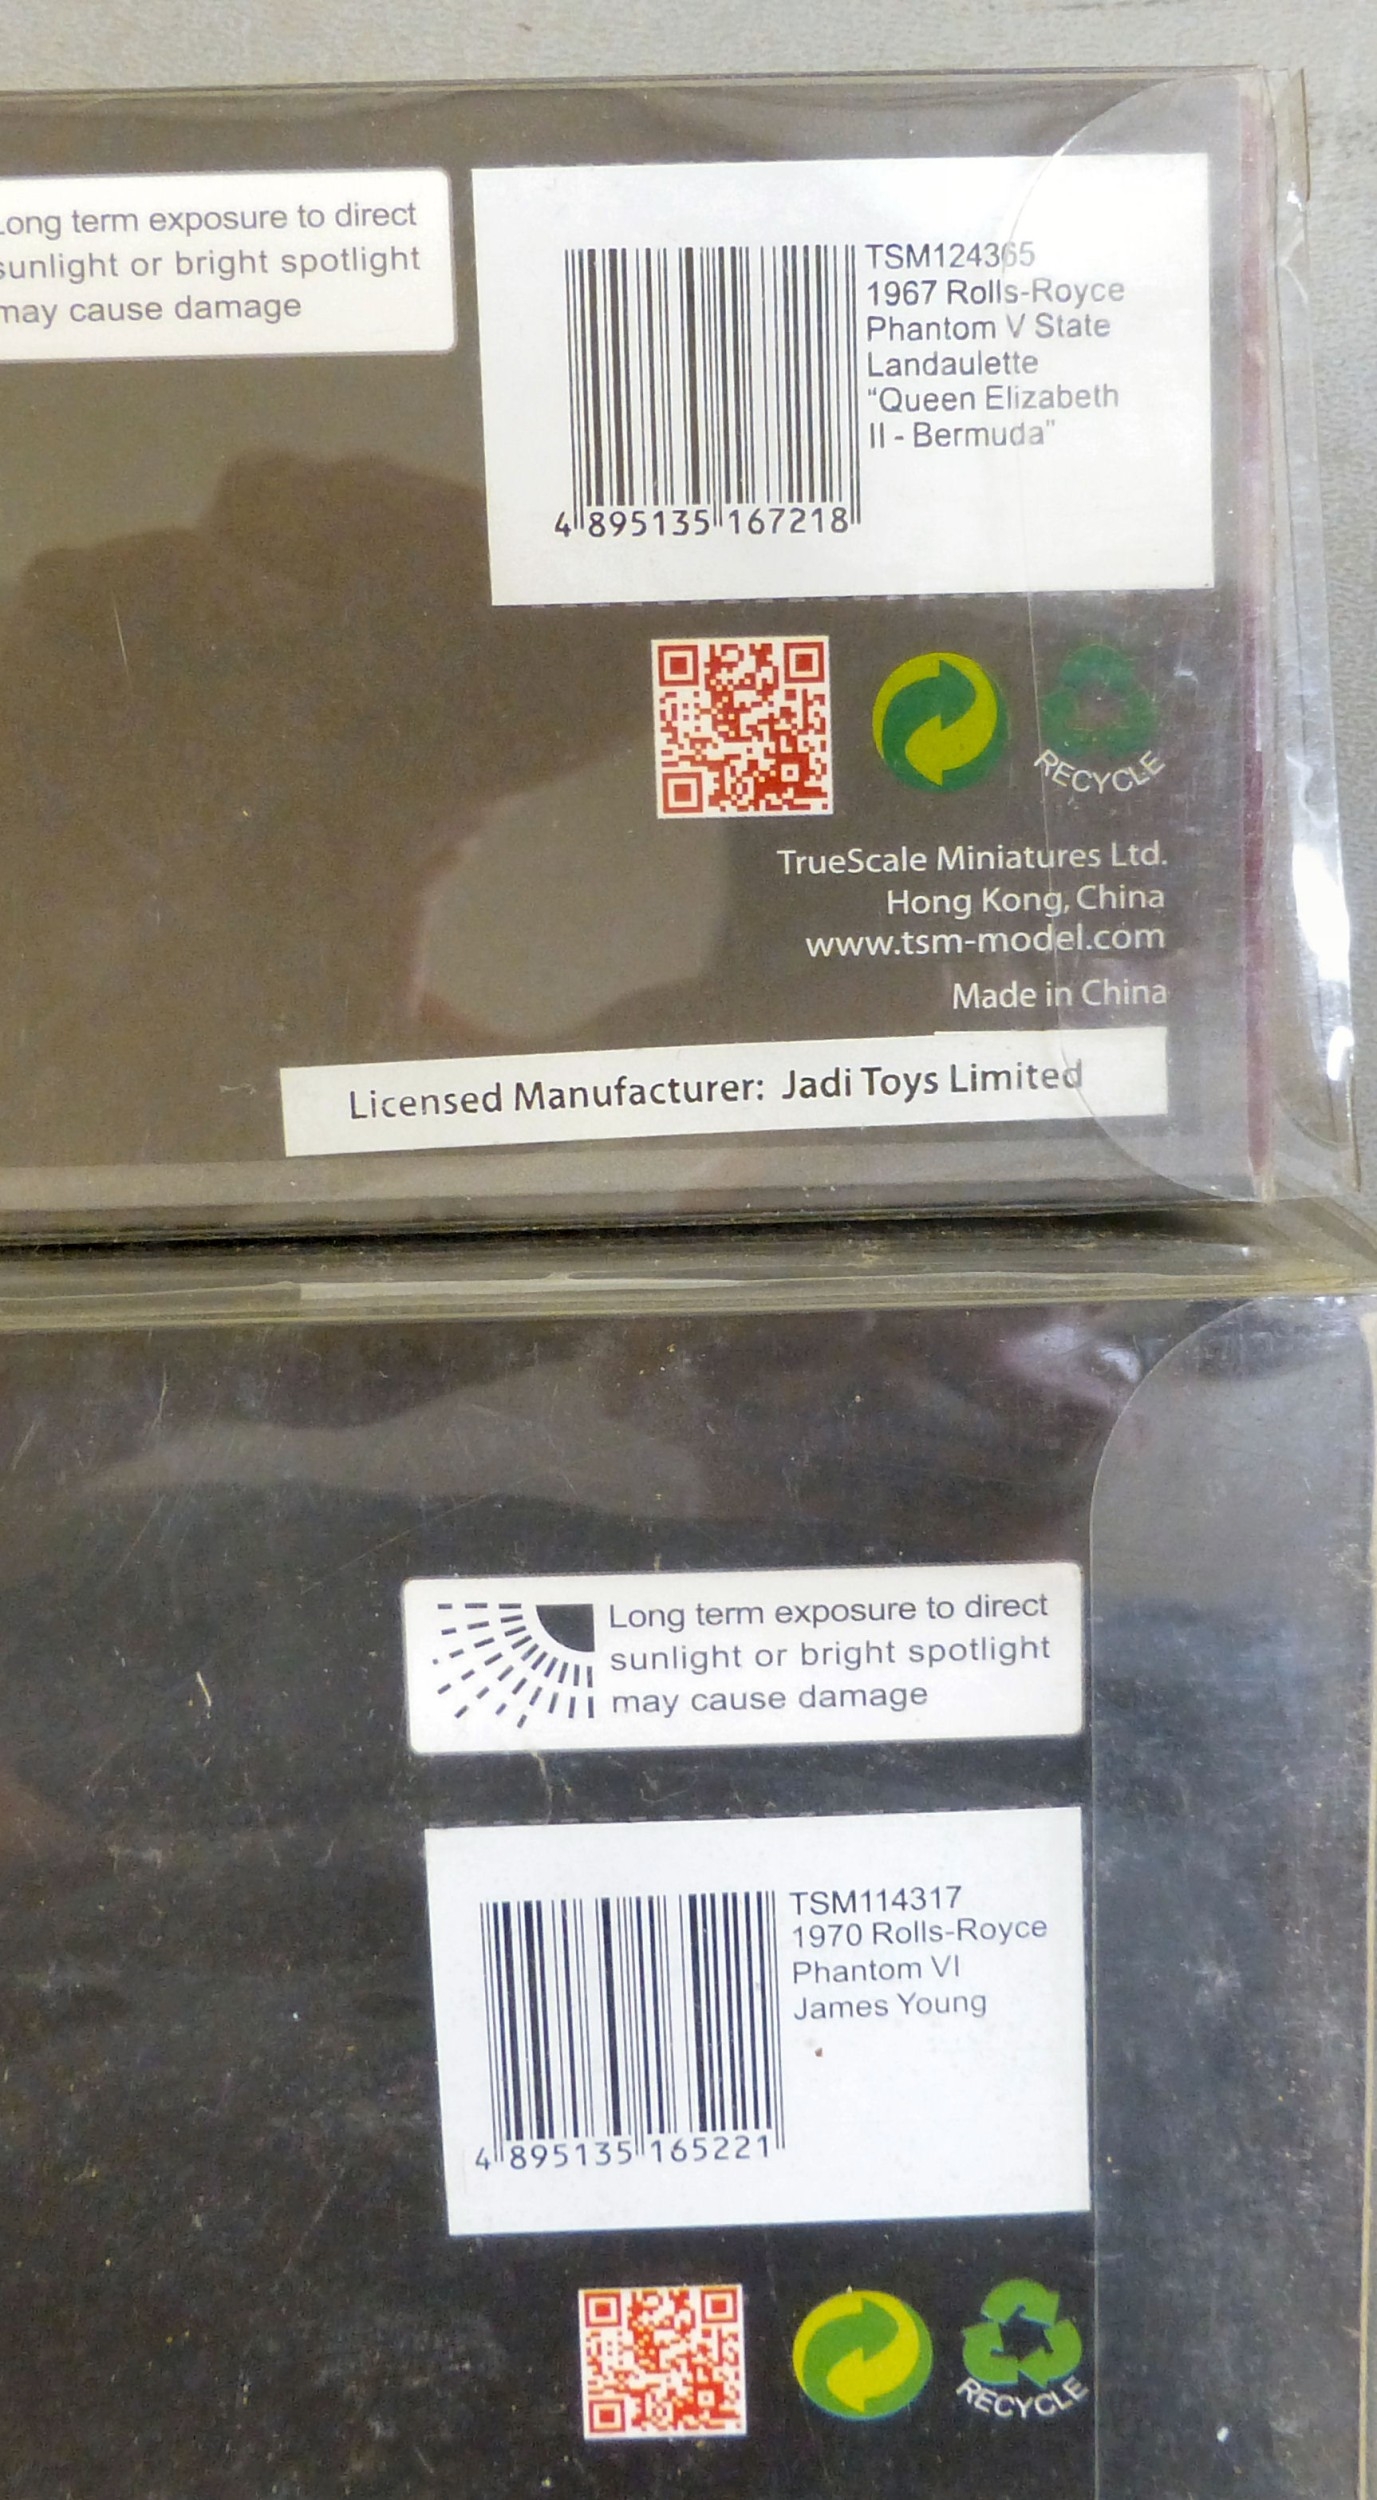 Long term exposure to direct
sunlight or bright spotlight
may cause damage
TSM124365
1967 Rolls-Royce
Phantom V State
Landaulette
“Queen Elizabeth
II - Bermuda”
4 895135 167218
RECYCLE
TrueScale Miniatures Ltd.
Hong Kong, China
www.tsm-model.com
Made in China
Licensed Manufacturer: Jadi Toys Limited
Long term exposure to direct
sunlight or bright spotlight
may cause damage
TSM114317
1970 Rolls-Royce
Phantom VI
James Young
4 895135 165221
RECYCLE